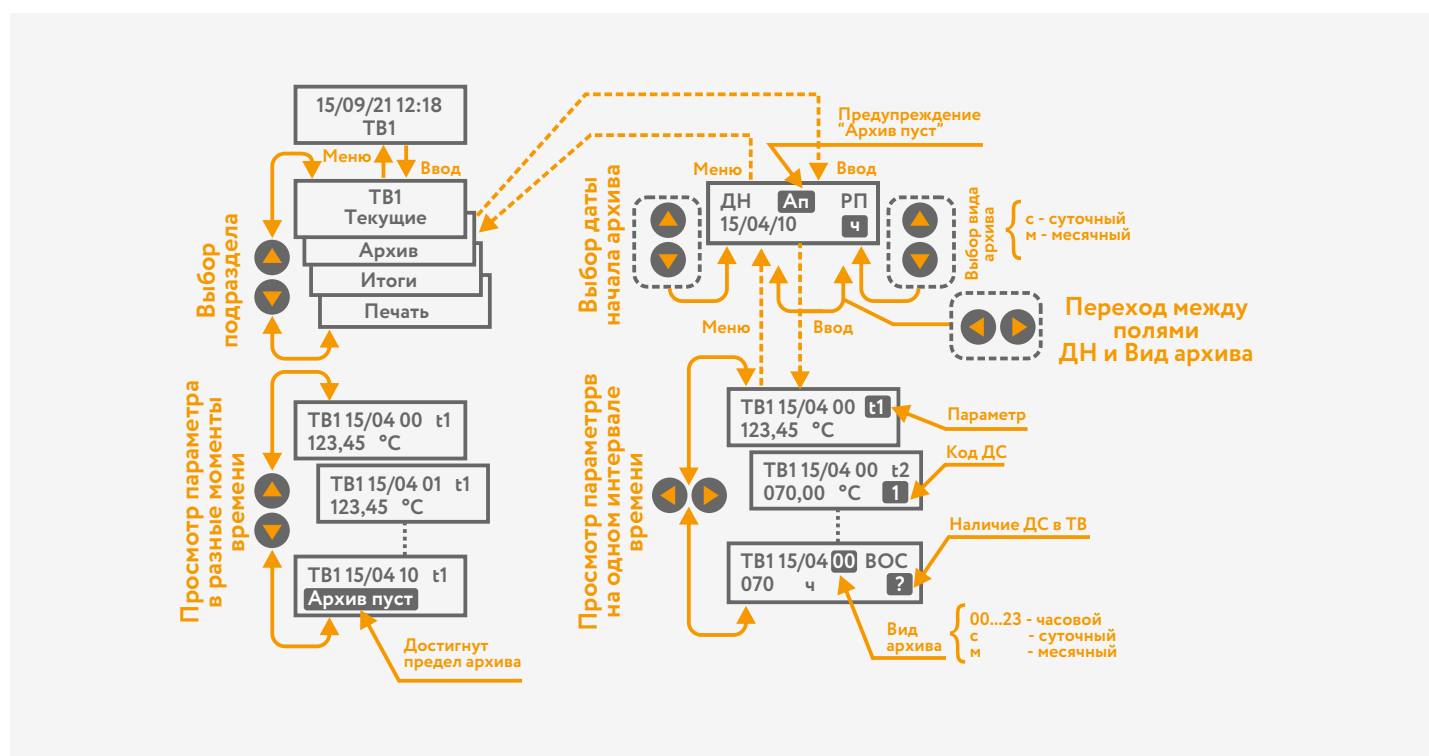 15/09/21 12:18
ТВ1
Меню
Ввод
ТВ1
Текущие
Архив
Итоги
Печать
Выбор
подраздела
Предупреждение
“Архив пуст”
Меню
Ввод
ДН Ап РП
15/04/10 ч
Выбор даты
начала архива
Выбор вида
архива
с - суточный
м - месячный
Переход между
полями
ДН и Вид архива
Меню
Ввод
Просмотр параметра
в разные моменты
времени
ТВ1 15/04 00 t1
123,45 °C
ТВ1 15/04 01 t1
123,45 °C
ТВ1 15/04 10 t1
Архив пуст
Достигнут
предел архива
Просмотр параметррв
на одном интервале
времени
ТВ1 15/04 00 t1
123,45 °C
Параметр
Код ДС
ТВ1 15/04 00 t2
070,00 °C 1
Наличие ДС в ТВ
ТВ1 15/04 00 ВОС
070 ч ?
Вид
архива
00...23 - часовой
с - суточный
м - месячный